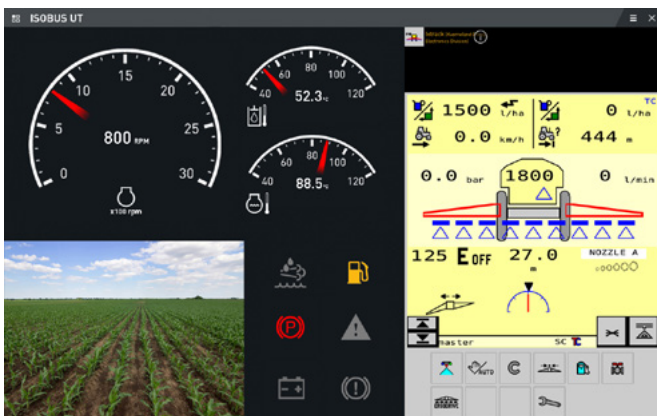 ISOBUS UT
0 5 10 15 20 25 30
800 RPM
x100 rpm
40 60 80 100 120
52.3 °C
40 60 80 100 120
88.5 °C
TC
1500 l/ha 0 l/ha
0.0 km/h ? 444 m
0.0 bar 1800 0 l/min
125 E OFF 27.0 m NOZZLE A
master SC TC
AUTO C
P